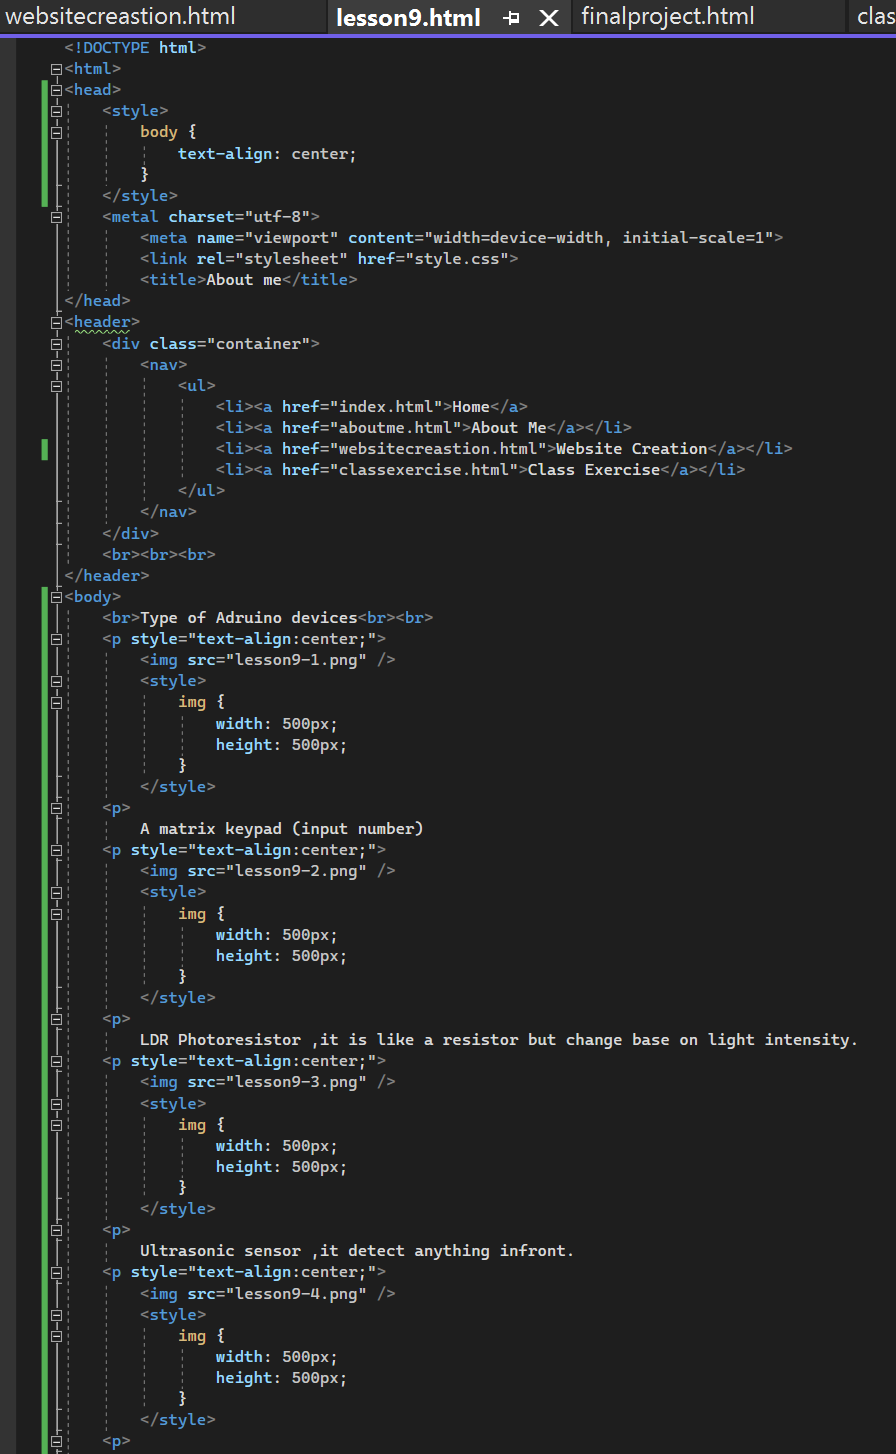 websitecreastion.html lesson9.html finalproject.html clas
<!DOCTYPE html>
<html>
<head>
<style>
body {
text-align: center;
}
</style>
<metal charset="utf-8">
<meta name="viewport" content="width=device-width, initial-scale=1">
<link rel="stylesheet" href="style.css">
<title>About me</title>
</head>
<header>
<div class="container">
<nav>
<ul>
<li><a href="index.html">Home</a>
<li><a href="aboutme.html">About Me</a></li>
<li><a href="websitecreastion.html">Website Creation</a></li>
<li><a href="classexercise.html">Class Exercise</a></li>
</ul>
</nav>
</div>
<br><br><br>
</header>
<body>
<br>Type of Adruino devices<br><br>
<p style="text-align:center;">
<img src="lesson9-1.png" />
<style>
img {
width: 500px;
height: 500px;
}
</style>
<p>
A matrix keypad (input number)
<p style="text-align:center;">
<img src="lesson9-2.png" />
<style>
img {
width: 500px;
height: 500px;
}
</style>
<p>
LDR Photoresistor ,it is like a resistor but change base on light intensity.
<p style="text-align:center;">
<img src="lesson9-3.png" />
<style>
img {
width: 500px;
height: 500px;
}
</style>
<p>
Ultrasonic sensor ,it detect anything infront.
<p style="text-align:center;">
<img src="lesson9-4.png" />
<style>
img {
width: 500px;
height: 500px;
}
</style>
<p>